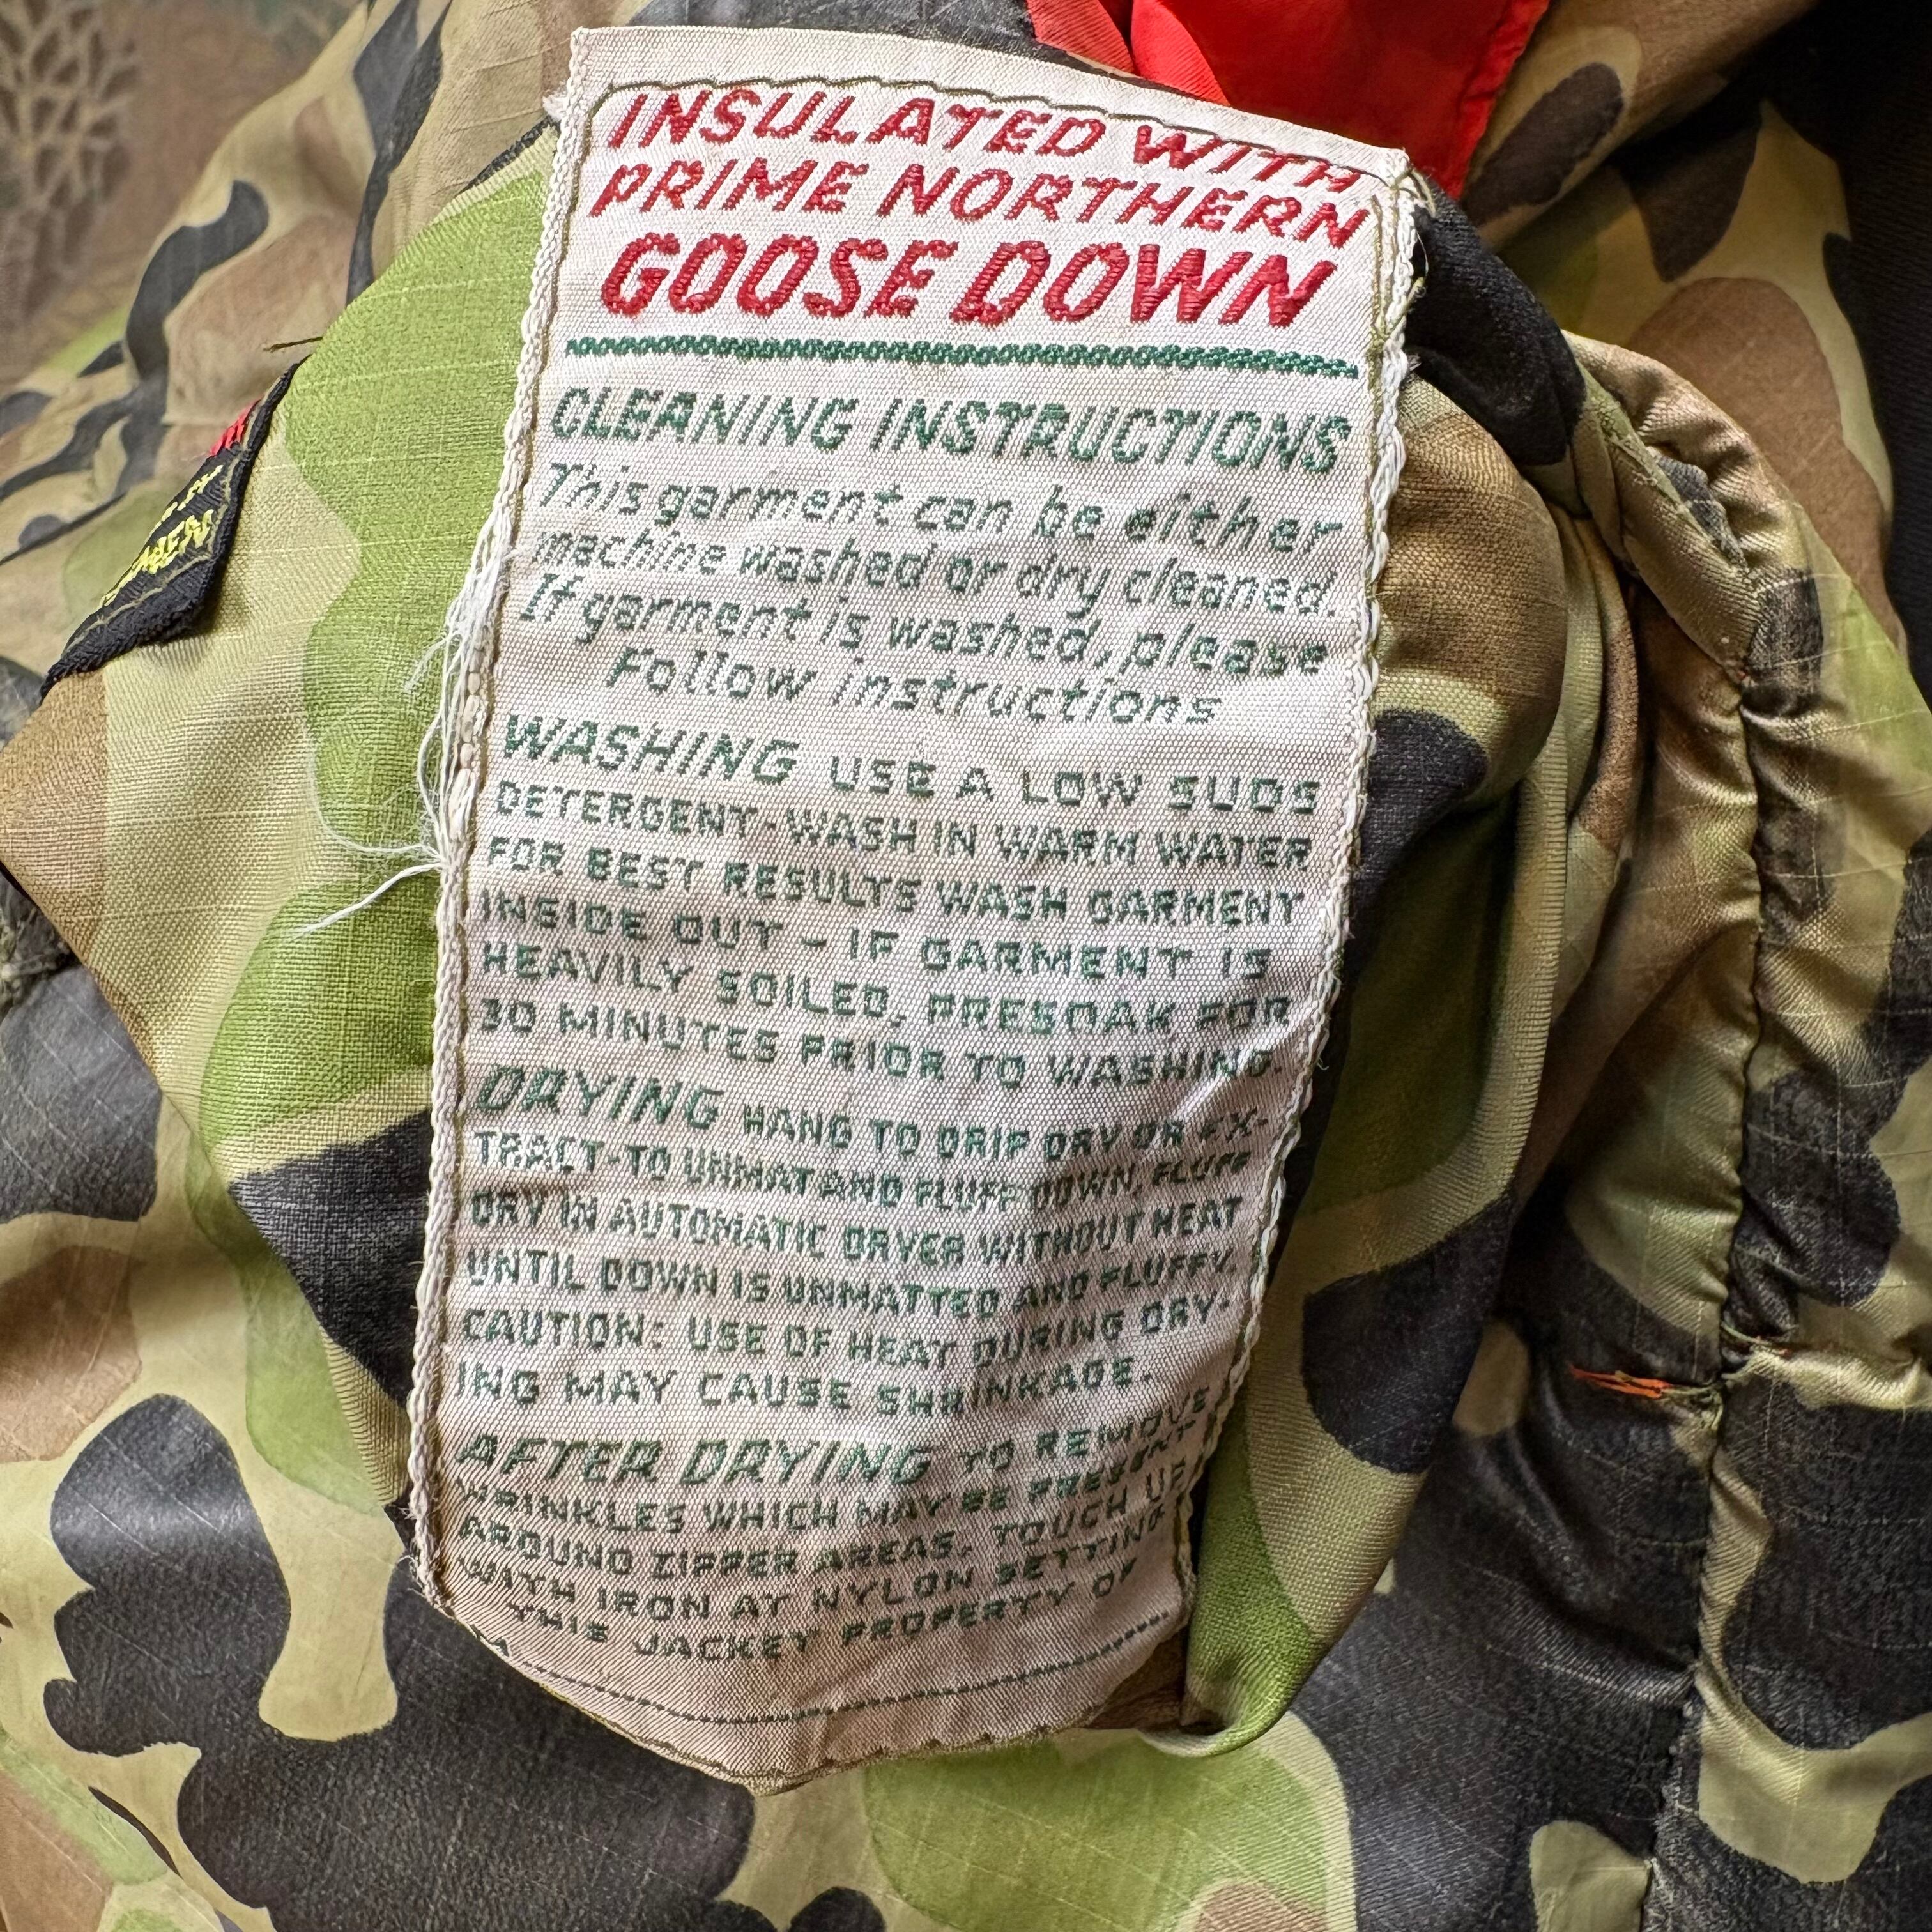 INSULATED WITH
PRIME NORTHERN
GOOSE DOWN
CLEANING INSTRUCTIONS
This garment can be either
machine washed or dry cleaned.
If garment is washed, please
Follow instructions
WASHING USE A LOW SUDS
DETERGENT-WASH IN WARM WATER
FOR BEST RESULTS WASH GARMENT
INSIDE OUT - IF GARMENT IS
HEAVILY SOILED, PRESOAK FOR
30 MINUTES PRIOR TO WASHING.
DRYING HANG TO DRIP DRY OR EX-
TRACT-TO UNMAT AND FLUFF DOWN, FLUFF
DRY IN AUTOMATIC DRYER WITHOUT HEAT
UNTIL DOWN IS UNMATTED AND FLUFFY.
CAUTION: USE OF HEAT DURING DRY-
ING MAY CAUSE SHRINKAGE.
AFTER DRYING TO REMOVE
WRINKLES WHICH MAY BE PRESENT
AROUND ZIPPER AREAS, TOUCH UP
WITH IRON AT NYLON SETTING
THIS JACKET PROPERTY OF